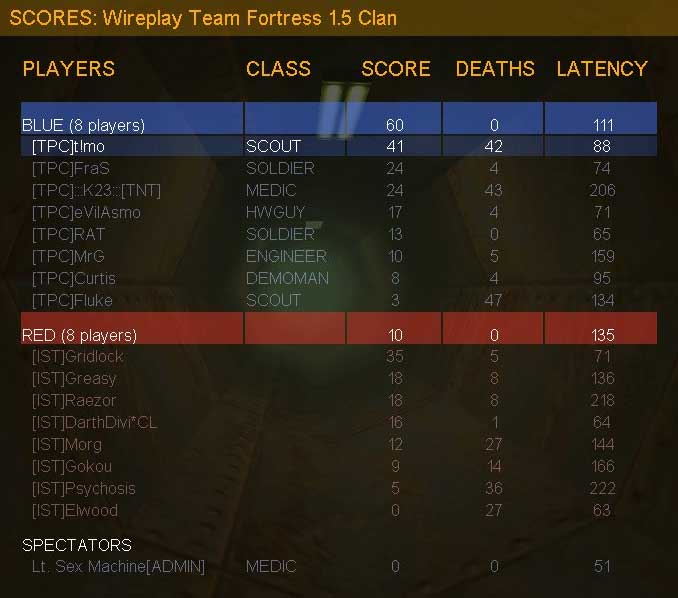 SCORES: Wireplay Team Fortress 1.5 Clan
PLAYERS CLASS SCORE DEATHS LATENCY
BLUE (8 players) 60 0 111
[TPC]t!mo SCOUT 41 42 88
[TPC]FraS SOLDIER 24 4 74
[TPC]:::K23::[TNT] MEDIC 24 43 206
[TPC]eVilAsmo HWGUY 17 4 71
[TPC]RAT SOLDIER 13 0 65
[TPC]MrG ENGINEER 10 5 159
[TPC]Curtis DEMOMAN 8 4 95
[TPC]Fluke SCOUT 3 47 134
RED (8 players) 10 0 135
[IST]Gridlock 35 5 71
[IST]Greasy 18 8 136
[IST]Raezor 18 8 218
[IST]DarthDivi*CL 16 1 64
[IST]Morg 12 27 144
[IST]Gokou 9 14 166
[IST]Psychosis 5 36 222
[IST]Elwood 0 27 63
SPECTATORS
Lt. Sex Machine[ADMIN] MEDIC 0 0 51